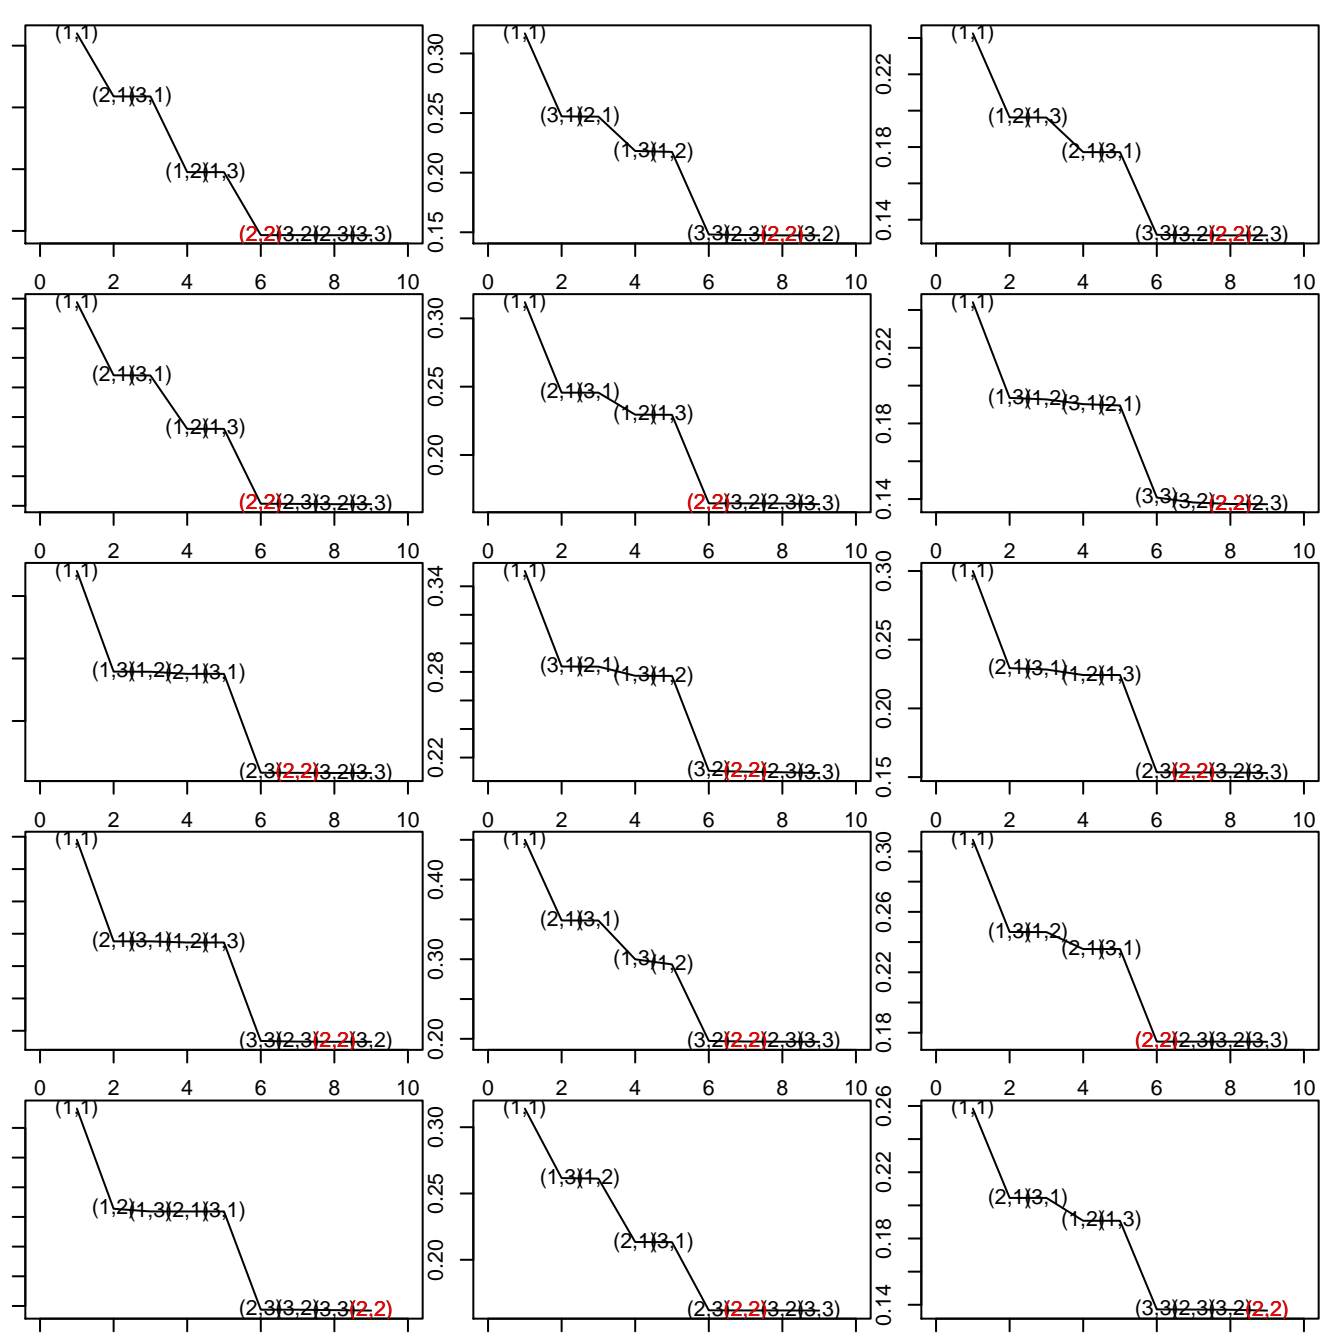 (1,1) (2,1) (3,1) (1,2) (1,3) (2,2) (3,2) (2,3) (3,3)
0 2 4 6 8 10
0.15 0.20 0.25 0.30
(1,1) (3,1) (2,1) (1,3) (1,2) (3,3) (2,3) (2,2) (3,2)
0 2 4 6 8 10
0.14 0.18 0.22
(1,1) (1,2) (1,3) (2,1) (3,1) (3,3) (3,2) (2,2) (2,3)
0 2 4 6 8 10
(1,1) (2,1) (3,1) (1,2) (1,3) (2,2) (2,3) (3,2) (3,3)
0 2 4 6 8 10
0.20 0.25 0.30
(1,1) (2,1) (3,1) (1,2) (1,3) (2,2) (3,2) (2,3) (3,3)
0 2 4 6 8 10
0.14 0.18 0.22
(1,1) (1,3) (1,2) (3,1) (2,1) (3,3) (3,2) (2,2) (2,3)
0 2 4 6 8 10
(1,1) (1,3) (1,2) (2,1) (3,1) (2,3) (2,2) (3,2) (3,3)
0 2 4 6 8 10
0.22 0.28 0.34
(1,1) (3,1) (2,1) (1,3) (1,2) (3,2) (2,2) (2,3) (3,3)
0 2 4 6 8 10
0.15 0.20 0.25 0.30
(1,1) (2,1) (3,1) (1,2) (1,3) (2,3) (2,2) (3,2) (3,3)
0 2 4 6 8 10
(1,1) (2,1) (3,1) (1,2) (1,3) (3,3) (2,3) (2,2) (3,2)
0 2 4 6 8 10
0.20 0.30 0.40
(1,1) (2,1) (3,1) (1,3) (1,2) (3,2) (2,2) (2,3) (3,3)
0 2 4 6 8 10
0.18 0.22 0.26 0.30
(1,1) (1,3) (1,2) (2,1) (3,1) (2,2) (2,3) (3,2) (3,3)
0 2 4 6 8 10
(1,1) (1,2) (1,3) (2,1) (3,1) (2,3) (3,2) (3,3) (2,2)
0.20 0.25 0.30
(1,1) (1,3) (1,2) (2,1) (3,1) (2,3) (2,2) (3,2) (3,3)
0.14 0.18 0.22 0.26
(1,1) (2,1) (3,1) (1,2) (1,3) (3,3) (2,3) (3,2) (2,2)